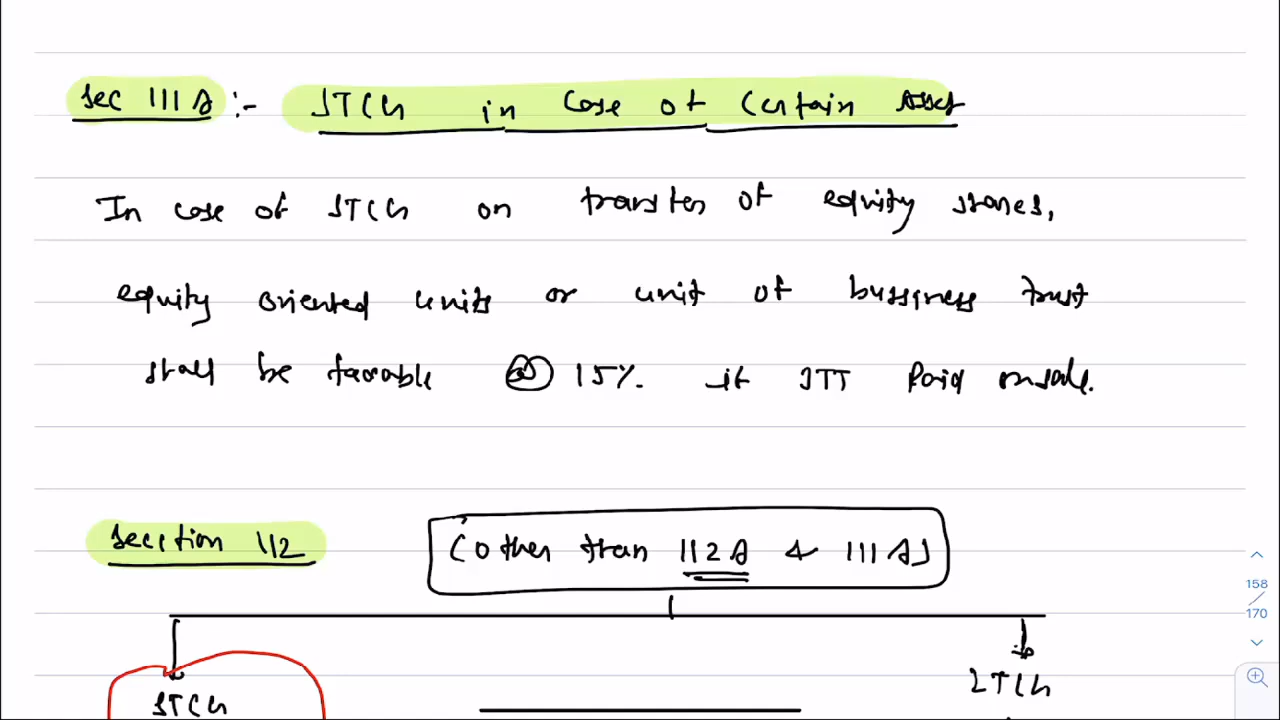 Sec 111A :- STCG in Case of Certain Asset
In case of STCG on transfer of equity shares,
equity oriented units or unit of bussiness trust
shall be taxable @ 15% if STT Paid on sale.
Section 112 (other than 112A & 111A)
STCG LTCG
158
/
170